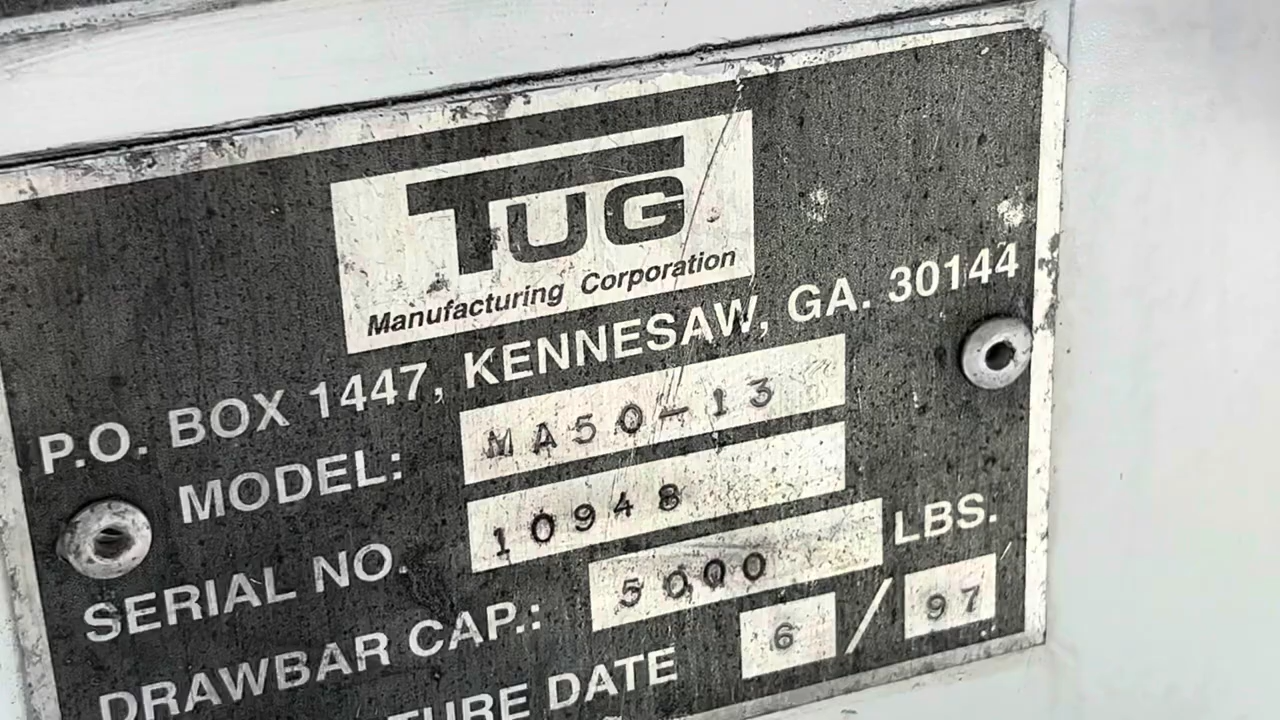 TUG
Manufacturing Corporation
P.O. BOX 1447, KENNESAW, GA. 30144
MODEL: MA50-13
SERIAL NO. 10948
DRAWBAR CAP.: 5000 LBS.
DATE 6/97